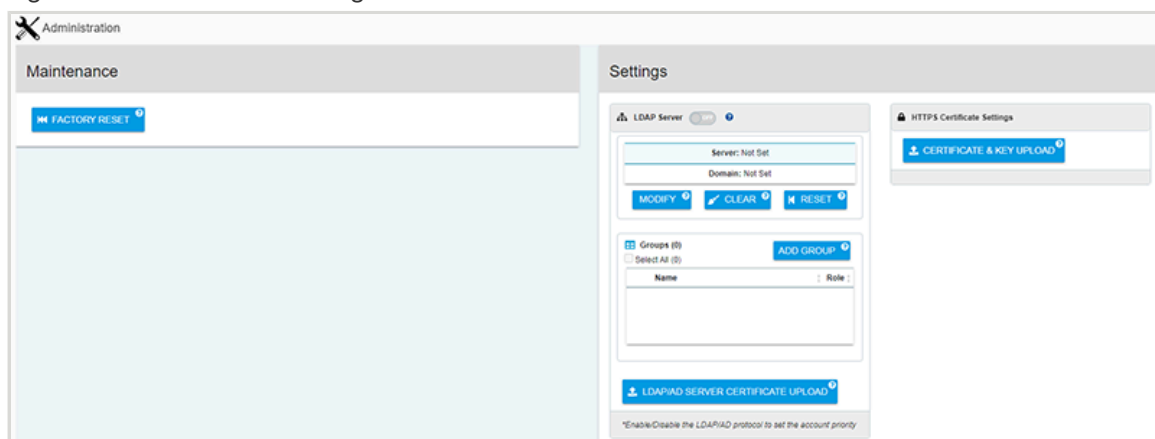 Administration
Maintenance
FACTORY RESET
Settings
LDAP Server
Server: Not Set
Domain: Not Set
MODIFY
CLEAR
RESET
Groups (0)
Select All (0)
ADD GROUP
Name
Role
LDAP/AD SERVER CERTIFICATE UPLOAD
*Enable/Disable the LDAP/AD protocol to set the account priority
HTTPS Certificate Settings
CERTIFICATE & KEY UPLOAD